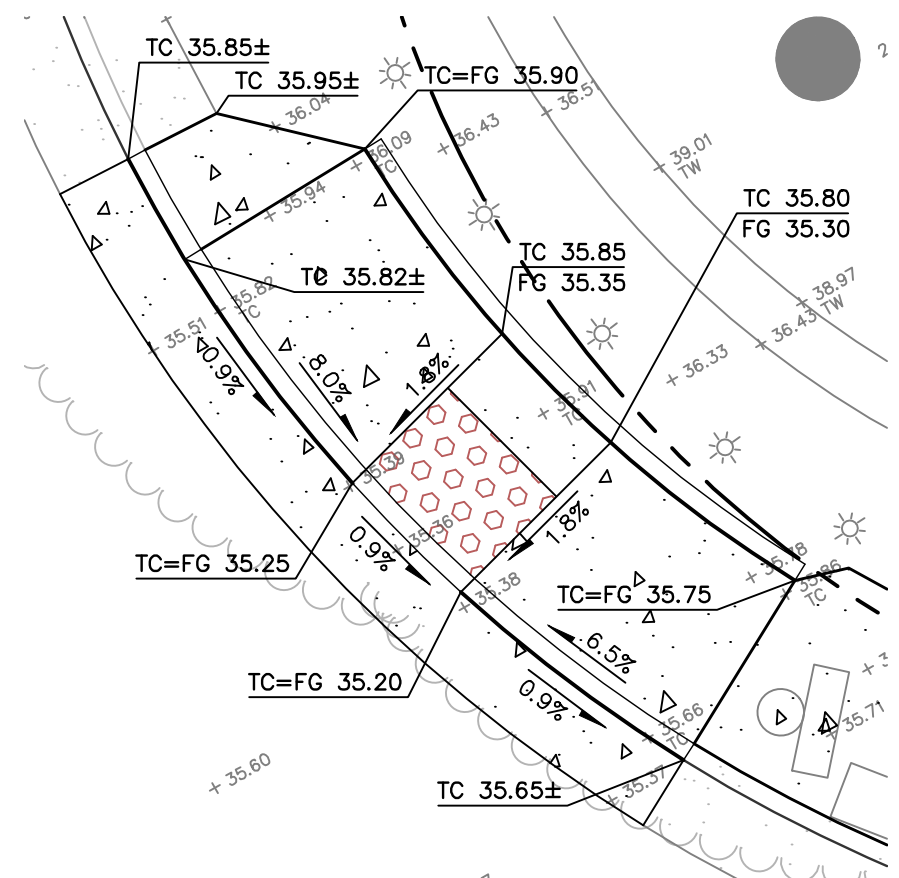 TC 35.85±
TC 35.95±
TC=FG 35.90
+ 36.04
+ 36.43
+ 36.09
TC
+ 39.01
TW
+ 35.94
TC 35.80
FG 35.30
TC 35.85
FG 35.35
TC 35.82±
+ 35.82
TC
+ 35.51
+ 38.97
TW
+ 36.43
+ 36.33
0.9%
8.0%
1.8%
+ 35.91
TC
+ 35.39
+ 35.36
0.9%
1.8%
TC=FG 35.25
+ 35.38
+ 35.78
+ 35.86
TC
TC=FG 35.75
6.5%
TC=FG 35.20
0.9%
+ 35.66
TC
+ 35.71
+ 35.60
TC 35.65±
+ 35.37